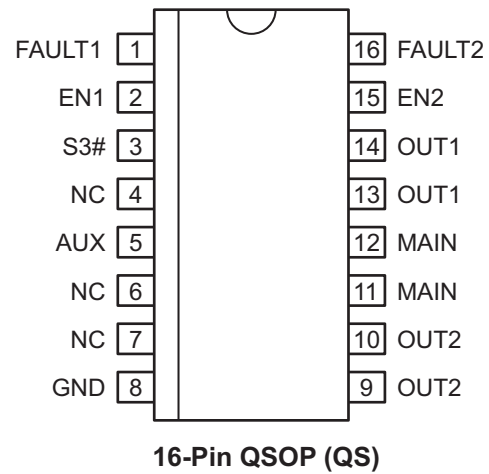 FAULT1 1 16 FAULT2
EN1 2 15 EN2
S3# 3 14 OUT1
NC 4 13 OUT1
AUX 5 12 MAIN
NC 6 11 MAIN
NC 7 10 OUT2
GND 8 9 OUT2
16-Pin QSOP (QS)